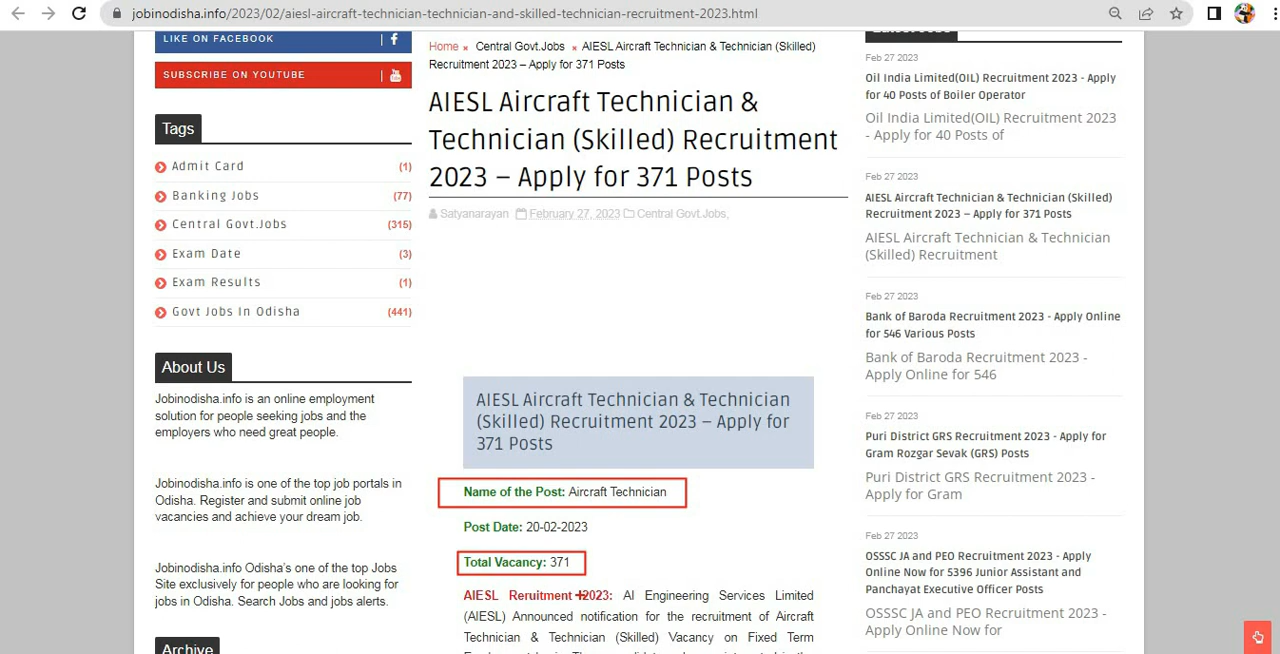 jobinodisha.info/2023/02/aiesl-aircraft-technician-technician-and-skilled-technician-recruitment-2023.html
LIKE ON FACEBOOK
SUBSCRIBE ON YOUTUBE
Tags
Admit Card (1)
Banking Jobs (77)
Central Govt.Jobs (315)
Exam Date (3)
Exam Results (1)
Govt Jobs In Odisha (441)
About Us
Jobinodisha.info is an online employment
solution for people seeking jobs and the
employers who need great people.
Jobinodisha.info is one of the top job portals in
Odisha. Register and submit online job
vacancies and achieve your dream job.
Jobinodisha.info Odisha's one of the top Jobs
Site exclusively for people who are looking for
jobs in Odisha. Search Jobs and jobs alerts.
Archive
Home × Central Govt.Jobs × AIESL Aircraft Technician & Technician (Skilled)
Recruitment 2023 – Apply for 371 Posts
AIESL Aircraft Technician &
Technician (Skilled) Recruitment
2023 – Apply for 371 Posts
Satyanarayan February 27, 2023 Central Govt.Jobs,
AIESL Aircraft Technician & Technician
(Skilled) Recruitment 2023 – Apply for
371 Posts
Name of the Post: Aircraft Technician
Post Date: 20-02-2023
Total Vacancy: 371
AIESL Reruitment 2023: AI Engineering Services Limited
(AIESL) Announced notification for the recruitment of Aircraft
Technician & Technician (Skilled) Vacancy on Fixed Term
Feb 27 2023
Oil India Limited(OIL) Recruitment 2023 - Apply
for 40 Posts of Boiler Operator
Oil India Limited(OIL) Recruitment 2023
- Apply for 40 Posts of
Feb 27 2023
AIESL Aircraft Technician & Technician (Skilled)
Recruitment 2023 – Apply for 371 Posts
AIESL Aircraft Technician & Technician
(Skilled) Recruitment
Feb 27 2023
Bank of Baroda Recruitment 2023 - Apply Online
for 546 Various Posts
Bank of Baroda Recruitment 2023 -
Apply Online for 546
Feb 27 2023
Puri District GRS Recruitment 2023 - Apply for
Gram Rozgar Sevak (GRS) Posts
Puri District GRS Recruitment 2023 -
Apply for Gram
Feb 27 2023
OSSSC JA and PEO Recruitment 2023 - Apply
Online Now for 5396 Junior Assistant and
Panchayat Executive Officer Posts
OSSSC JA and PEO Recruitment 2023 -
Apply Online Now for